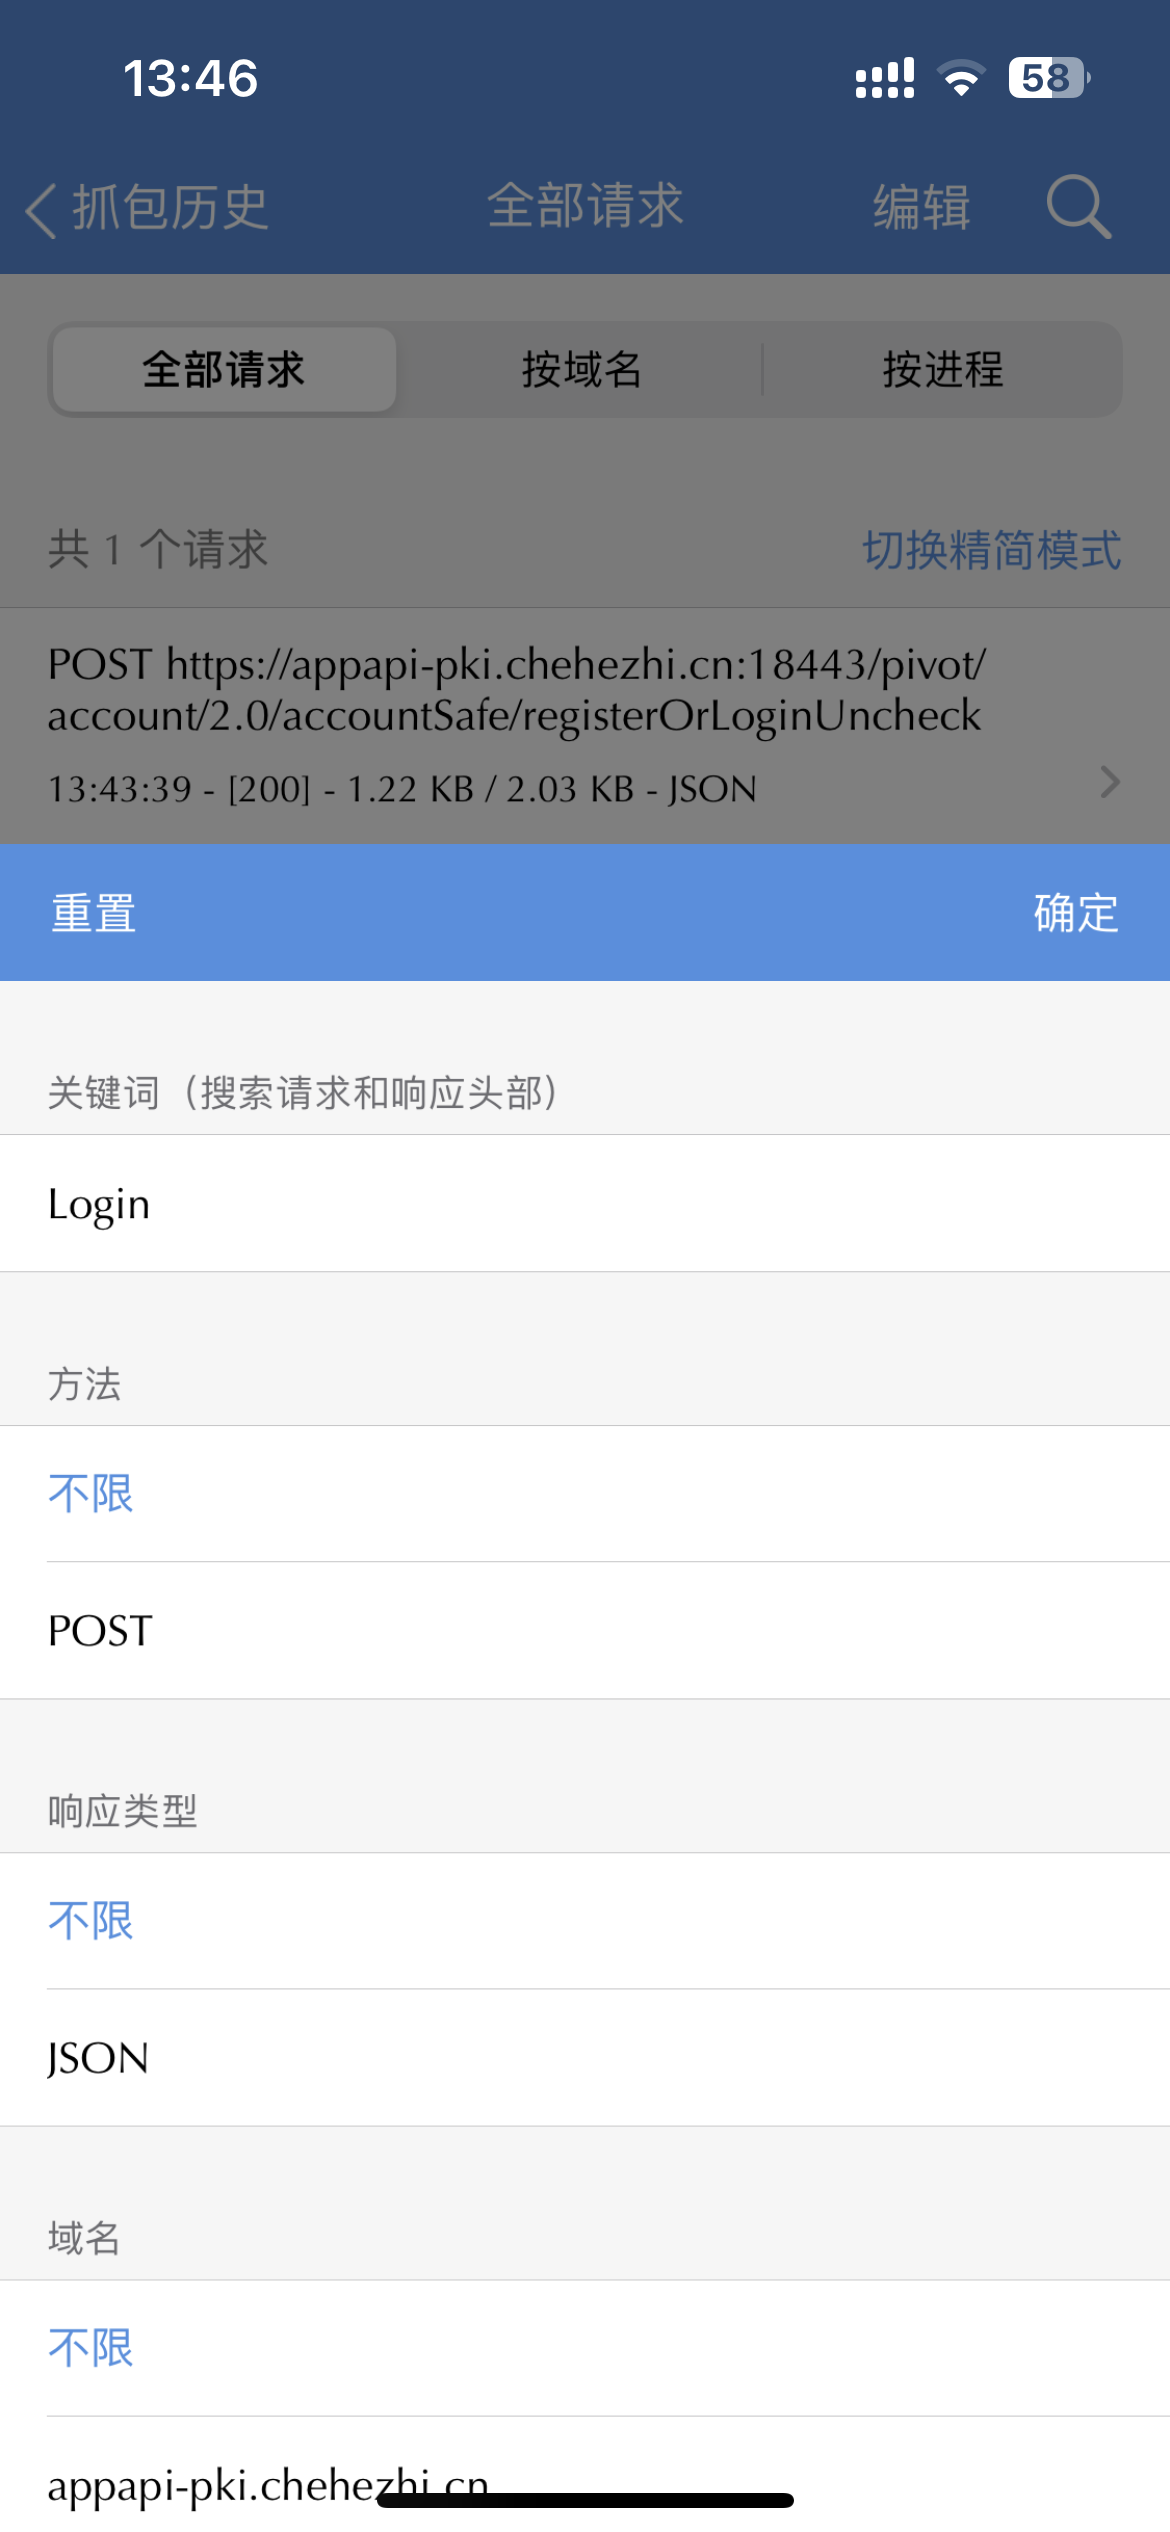 13:46
58
抓包历史
全部请求
编辑
全部请求
按域名
按进程
共 1 个请求
切换精简模式
POST https://appapi-pki.chehezhi.cn:18443/pivot/
account/2.0/accountSafe/registerOrLoginUncheck
13:43:39 - [200] - 1.22 KB / 2.03 KB - JSON
重置
确定
关键词（搜索请求和响应头部）
Login
方法
不限
POST
响应类型
不限
JSON
域名
不限
appapi-pki.chehezhi.cn